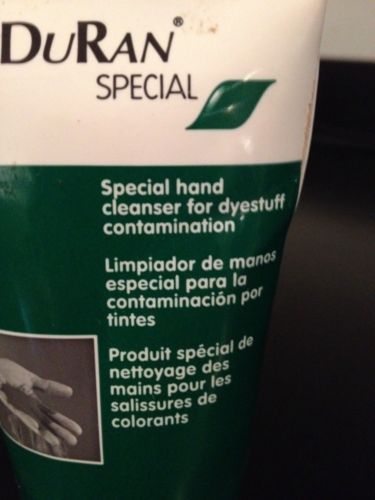 DURAN®
SPECIAL
Special hand
cleanser for dyestuff
contamination
Limpiador de manos
especial para la
contaminación por
tintes
Produit spécial de
nettoyage des
mains pour les
salissures de
colorants